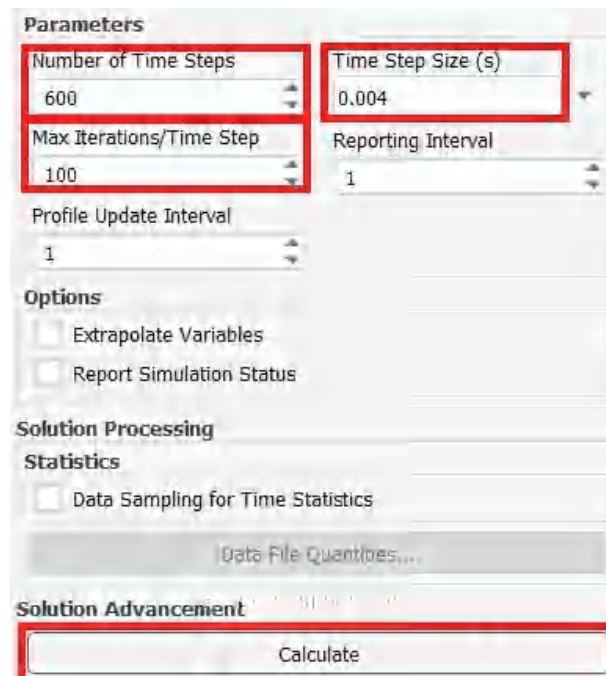 Parameters
Number of Time Steps
Time Step Size (s)
600
0.004
Max Iterations/Time Step
Reporting Interval
100
1
Profile Update Interval
1
Options
Extrapolate Variables
Report Simulation Status
Solution Processing
Statistics
Data Sampling for Time Statistics
Data File Quantities...
Solution Advancement
Calculate